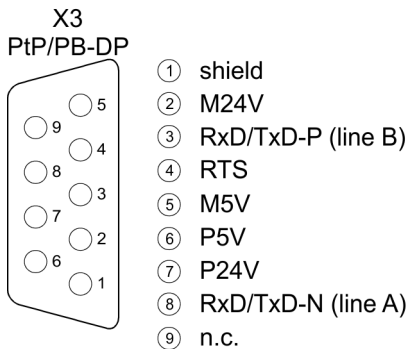 X3
PtP/PB-DP
5
9
4
8
3
7
2
6
1
1 shield
2 M24V
3 RxD/TxD-P (line B)
4 RTS
5 M5V
6 P5V
7 P24V
8 RxD/TxD-N (line A)
9 n.c.